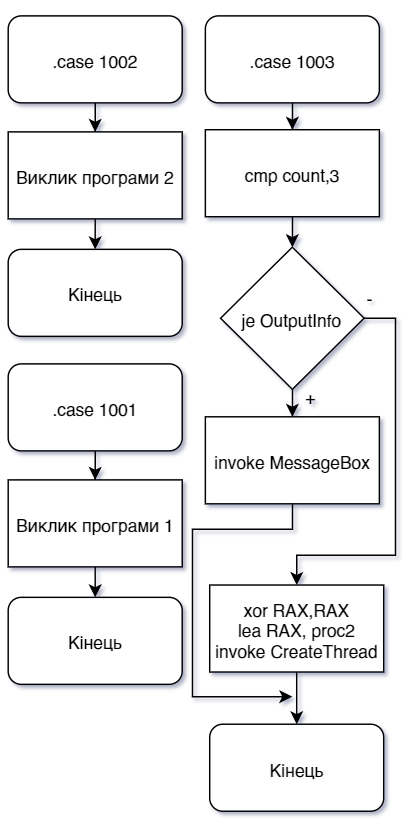 .case 1002
Виклик програми 2
Кінець
.case 1001
Виклик програми 1
Кінець
.case 1003
cmp count,3
je OutputInfo
-
+
invoke MessageBox
xor RAX,RAX
lea RAX, proc2
invoke CreateThread
Кінець